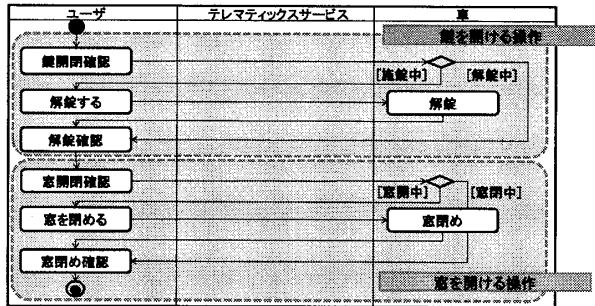 ユーザ
テレマティックスサービス
車
鍵を開ける操作
鍵開閉確認
[施錠中]
[解錠中]
解錠する
解錠
解錠確認
窓開閉確認
[窓開中]
[窓閉中]
窓を閉める
窓閉め
窓閉め確認
窓を開ける操作